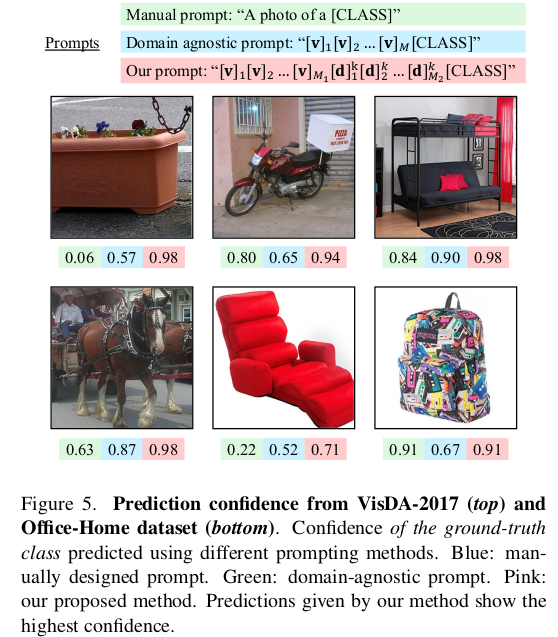 Manual prompt: “A photo of a [CLASS]”
Prompts
Domain agnostic prompt: “[𝐯]₁[𝐯]₂ … [𝐯]_M[CLASS]”
Our prompt: “[𝐯]₁[𝐯]₂ … [𝐯]_{M₁}[𝐝]₁ᵏ[𝐝]₂ᵏ … [𝐝]_{M₂}^k[CLASS]”
PIZZA
0.06 0.57 0.98
0.80 0.65 0.94
0.84 0.90 0.98
0.63 0.87 0.98
0.22 0.52 0.71
0.91 0.67 0.91
Figure 5. Prediction confidence from VisDA-2017 (top) and
Office-Home dataset (bottom). Confidence of the ground-truth
class predicted using different prompting methods. Blue: man-
ually designed prompt. Green: domain-agnostic prompt. Pink:
our proposed method. Predictions given by our method show the
highest confidence.